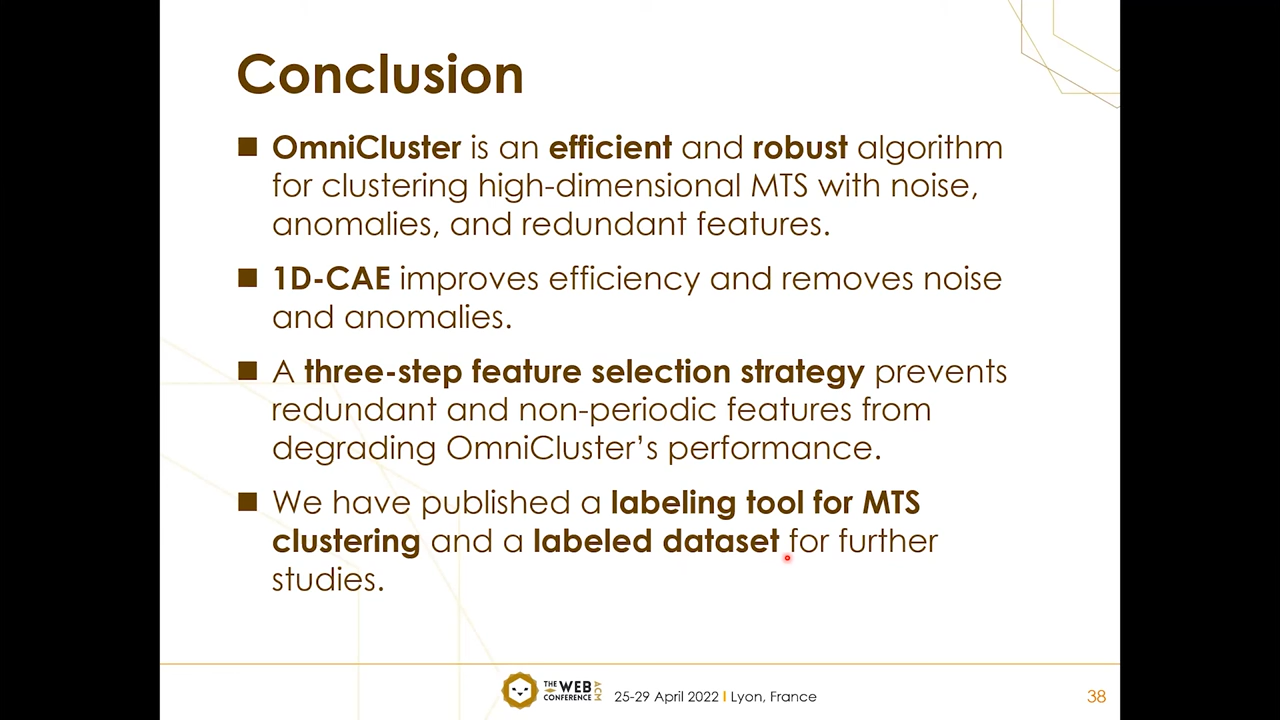 Conclusion
OmniCluster is an efficient and robust algorithm
for clustering high-dimensional MTS with noise,
anomalies, and redundant features.
1D-CAE improves efficiency and removes noise
and anomalies.
A three-step feature selection strategy prevents
redundant and non-periodic features from
degrading OmniCluster’s performance.
We have published a labeling tool for MTS
clustering and a labeled dataset for further
studies.
THE WEB CONFERENCE ACM
25-29 April 2022 | Lyon, France
38